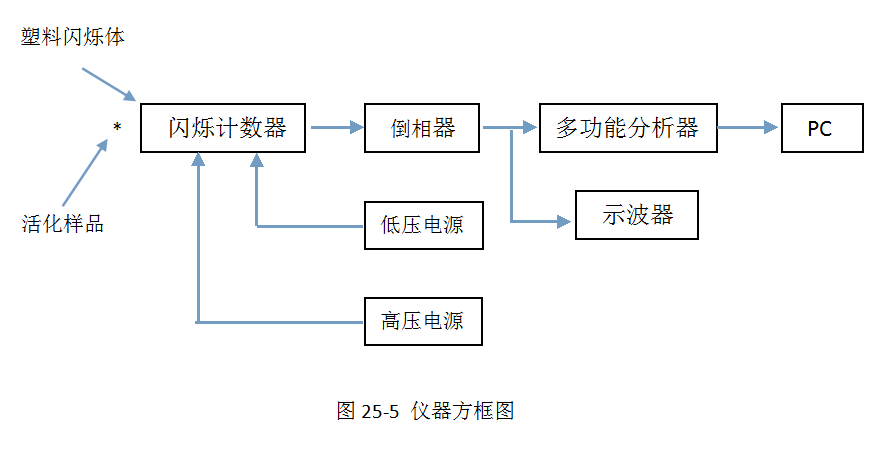 塑料闪烁体
*
闪烁计数器
倒相器
多功能分析器
PC
活化样品
低压电源
示波器
高压电源
图 25-5 仪器方框图